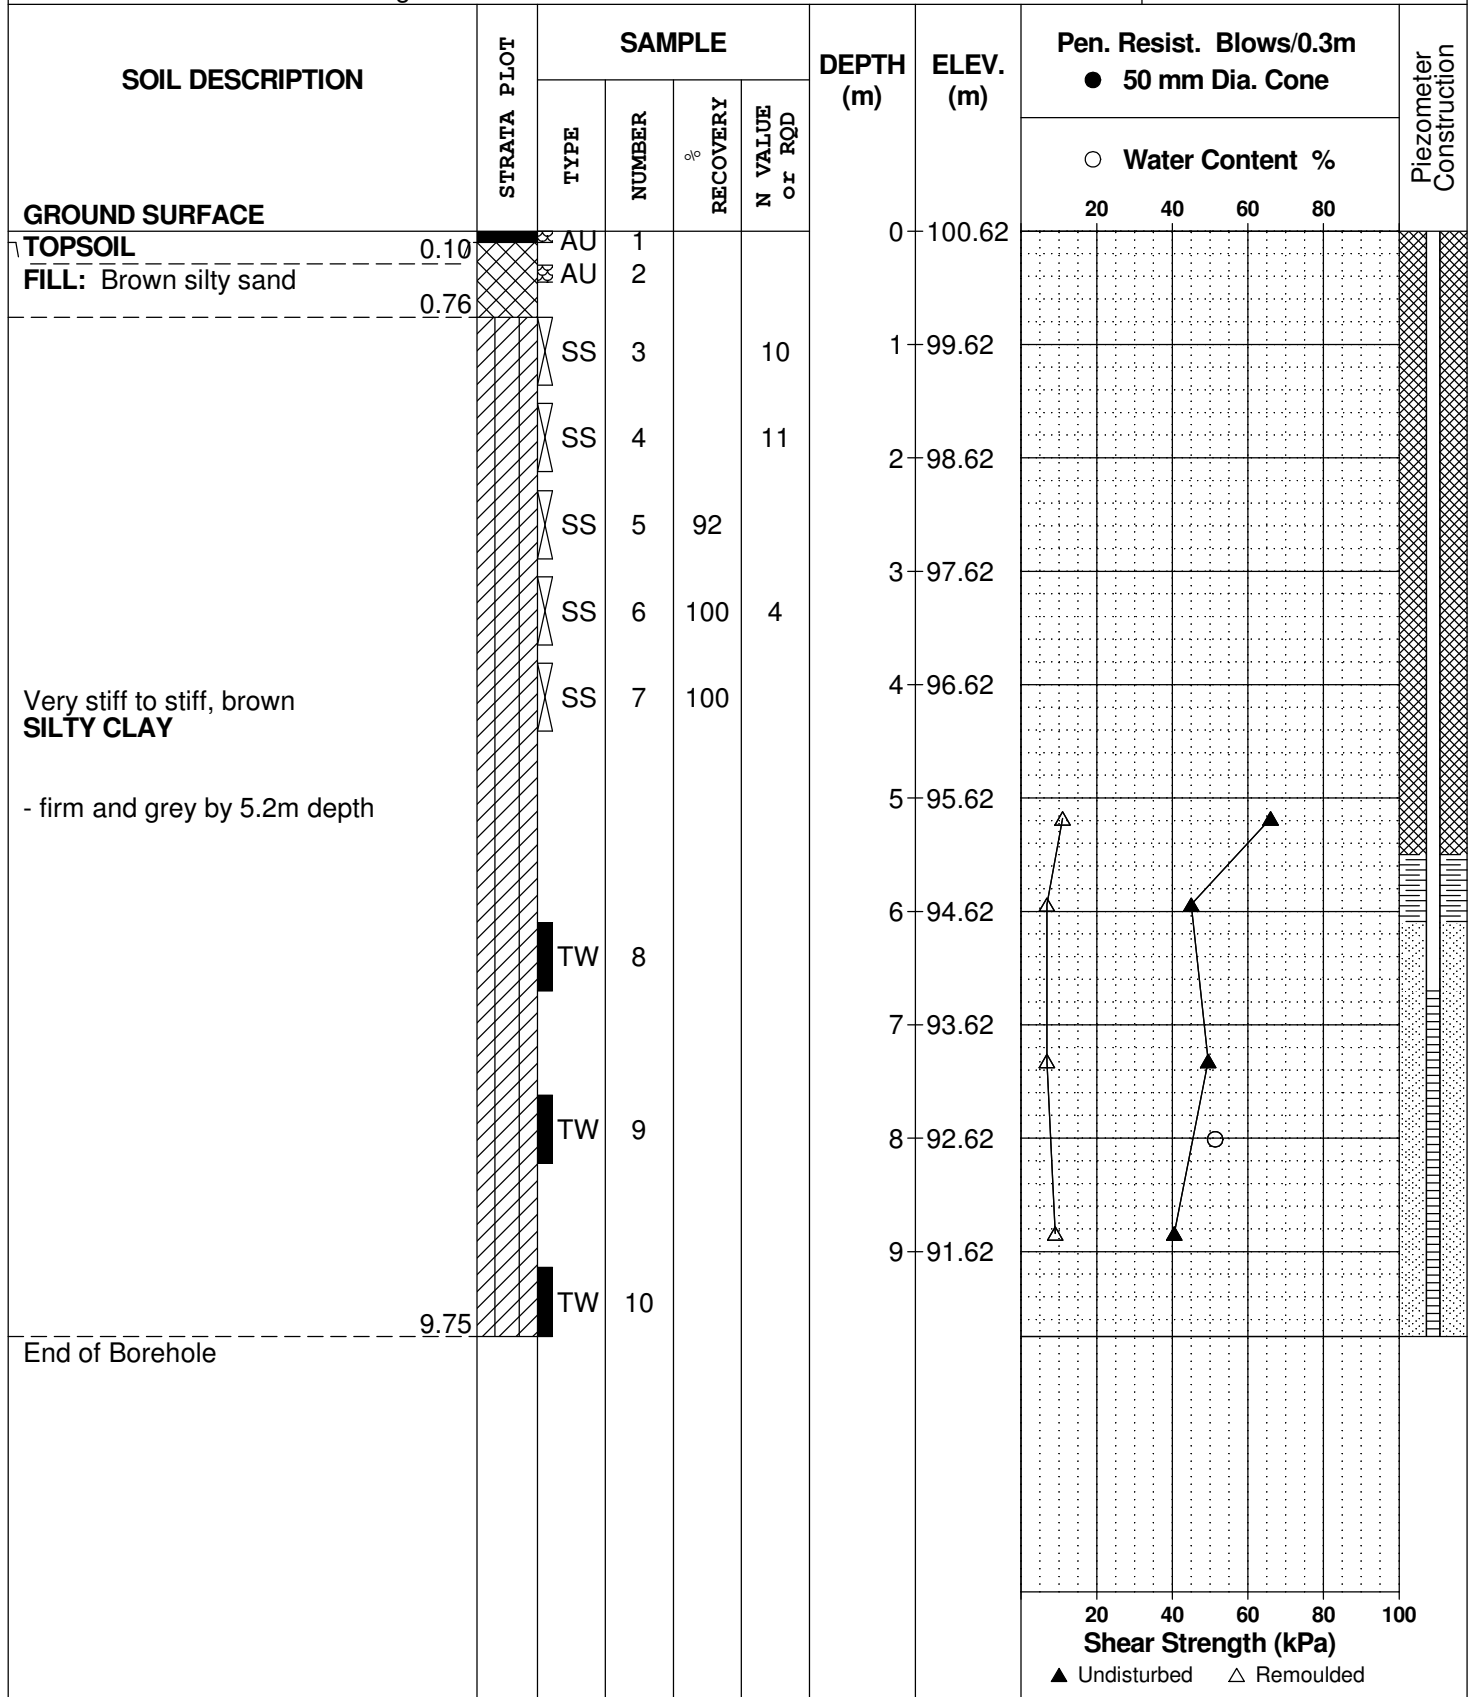 SOIL DESCRIPTION
STRATA PLOT
SAMPLE
TYPE
NUMBER
% RECOVERY
N VALUE or RQD
DEPTH (m)
ELEV. (m)
Pen. Resist. Blows/0.3m
● 50 mm Dia. Cone
○ Water Content %
20 40 60 80
Piezometer Construction
GROUND SURFACE
0 100.62
TOPSOIL 0.10
AU 1
FILL: Brown silty sand
AU 2
0.76
SS 3 10
1 99.62
SS 4 11
2 98.62
SS 5 92
3 97.62
SS 6 100 4
4 96.62
Very stiff to stiff, brown
SS 7 100
SILTY CLAY
5 95.62
- firm and grey by 5.2m depth
6 94.62
TW 8
7 93.62
TW 9
8 92.62
9 91.62
TW 10
9.75
End of Borehole
20 40 60 80 100
Shear Strength (kPa)
▲ Undisturbed △ Remoulded